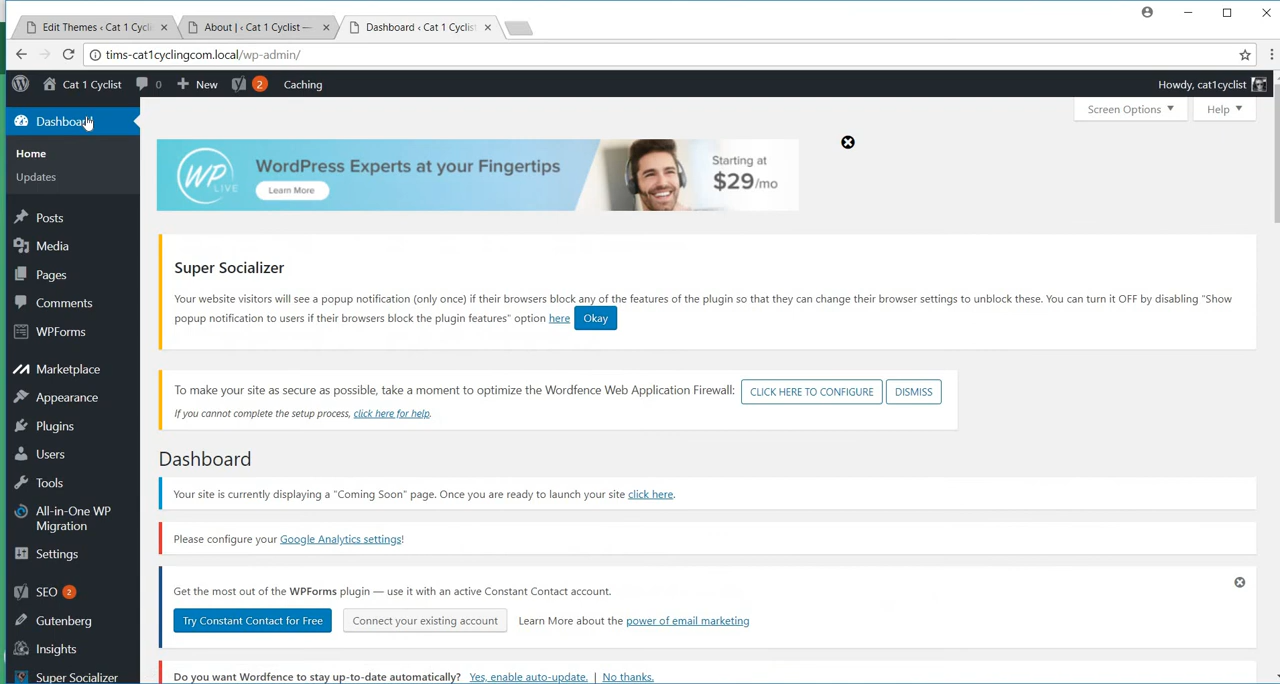 Edit Themes ‹ Cat 1 Cycli
About | ‹ Cat 1 Cyclist —
Dashboard ‹ Cat 1 Cyclist
tims-cat1cyclingcom.local/wp-admin/
Cat 1 Cyclist
0
New
2
Caching
Howdy, cat1cyclist
Dashboard
Home
Updates
Posts
Media
Pages
Comments
WPForms
Marketplace
Appearance
Plugins
Users
Tools
All-in-One WP
Migration
Settings
SEO 2
Gutenberg
Insights
Super Socializer
Screen Options
Help
WP
LIVE
WordPress Experts at your Fingertips
Learn More
Starting at
$29/mo
Super Socializer
Your website visitors will see a popup notification (only once) if their browsers block any of the features of the plugin so that they can change their browser settings to unblock these. You can turn it OFF by disabling "Show
popup notification to users if their browsers block the plugin features" option here Okay
To make your site as secure as possible, take a moment to optimize the Wordfence Web Application Firewall: CLICK HERE TO CONFIGURE DISMISS
If you cannot complete the setup process, click here for help.
Dashboard
Your site is currently displaying a "Coming Soon" page. Once you are ready to launch your site click here.
Please configure your Google Analytics settings!
Get the most out of the WPForms plugin — use it with an active Constant Contact account.
Try Constant Contact for Free Connect your existing account Learn More about the power of email marketing
Do you want Wordfence to stay up-to-date automatically? Yes, enable auto-update. | No thanks.